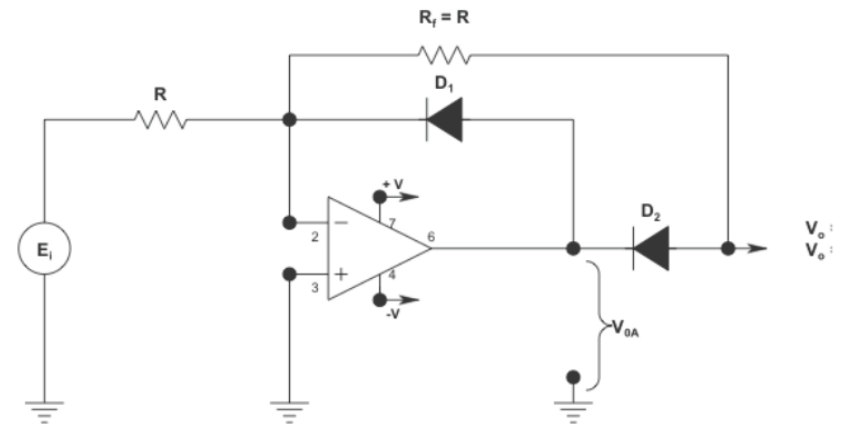 R_f = R
R
D_1
+ V
7
D_2
E_i
2
−
6
V_o :
V_o :
+
3
4
-V
V_0A